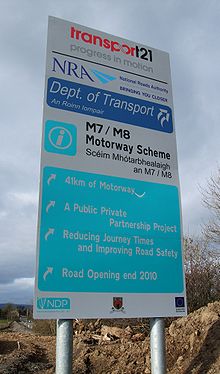 transport21
progress in motion
NRA
National Roads Authority
BRINGING YOU CLOSER
Dept. of Transport
An Roinn Iompair
i
M7 / M8
Motorway Scheme
Scéim Mhótarbhealaigh
an M7 / M8
41km of Motorway
A Public Private
Partnership Project
Reducing Journey Times
and Improving Road Safety
Road Opening end 2010
NDP